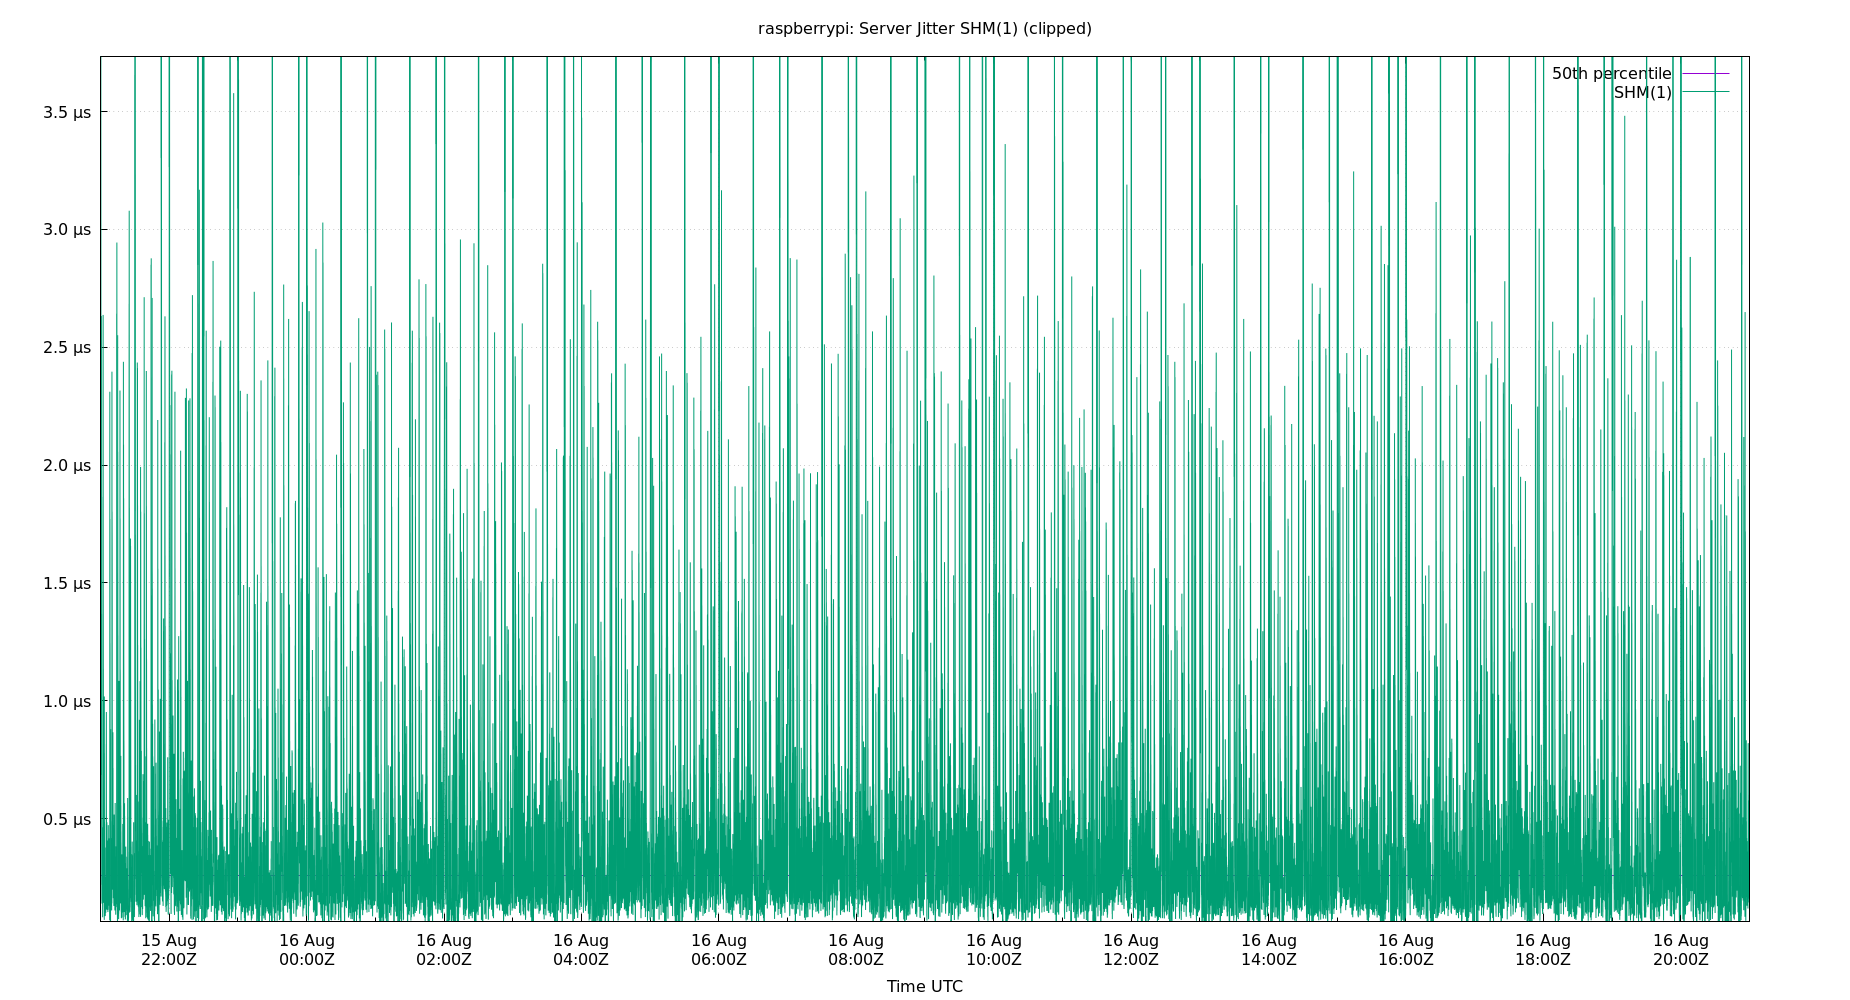 raspberrypi: Server Jitter SHM(1) (clipped)
50th percentile
SHM(1)
3.5 µs
3.0 µs
2.5 µs
2.0 µs
1.5 µs
1.0 µs
0.5 µs
15 Aug 16 Aug 16 Aug 16 Aug 16 Aug 16 Aug 16 Aug 16 Aug 16 Aug 16 Aug 16 Aug 16 Aug
22:00Z 00:00Z 02:00Z 04:00Z 06:00Z 08:00Z 10:00Z 12:00Z 14:00Z 16:00Z 18:00Z 20:00Z
Time UTC